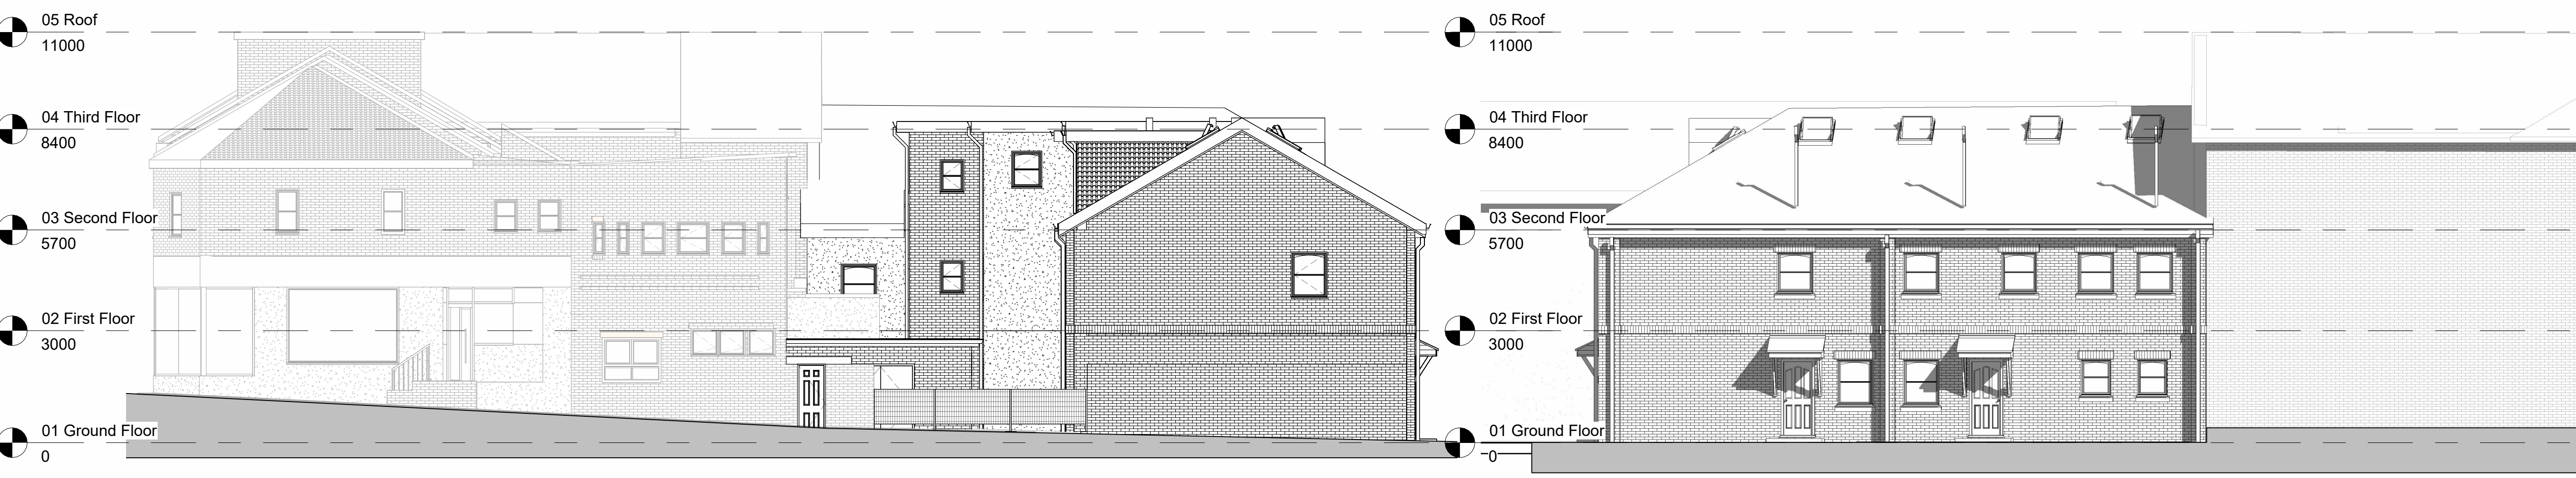 05 Roof
11000
04 Third Floor
8400
03 Second Floor
5700
02 First Floor
3000
01 Ground Floor
0
05 Roof
11000
04 Third Floor
8400
03 Second Floor
5700
02 First Floor
3000
01 Ground Floor
0